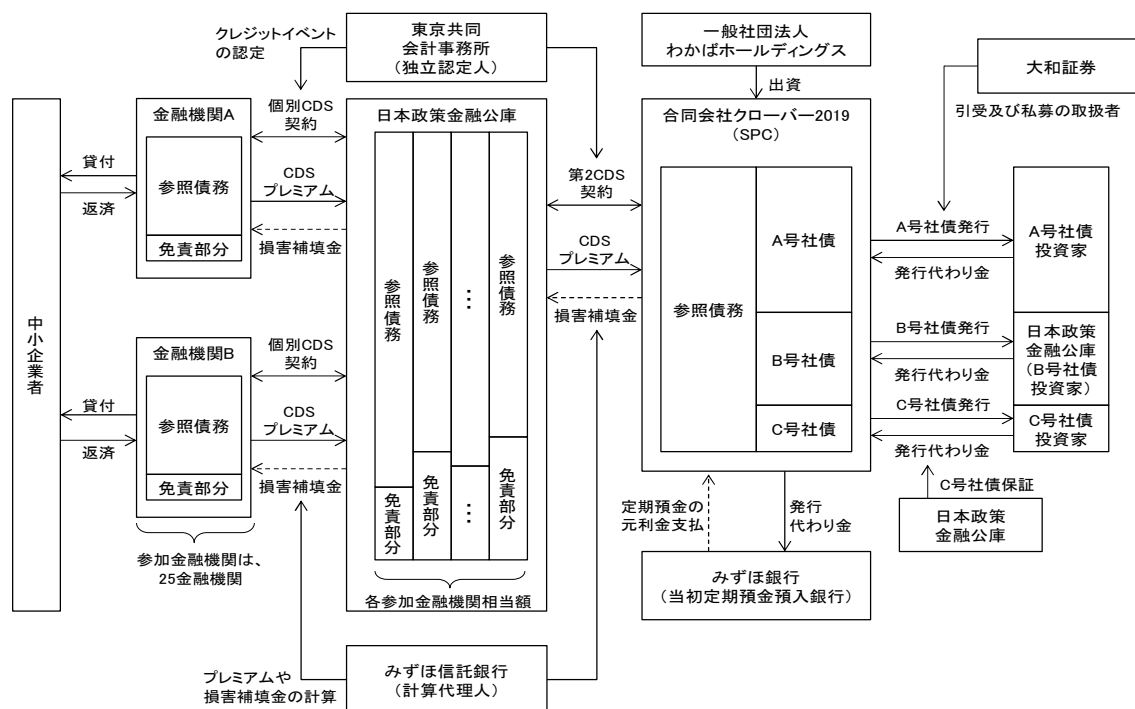 クレジットイベント
の認定
東京共同
会計事務所
（独立認定人）
一般社団法人
わかばホールディングス
大和証券
出資
引受及び私募の取扱者
金融機関A
個別CDS
契約
日本政策金融公庫
合同会社クローバー2019
（SPC）
貸付
返済
参照債務
免責部分
CDS
プレミアム
損害補填金
第2CDS
契約
CDS
プレミアム
損害補填金
参照債務
参照債務
⋮
参照債務
免責部分
免責部分
⋮
免責部分
参照債務
A号社債
B号社債
C号社債
A号社債発行
発行代わり金
A号社債
投資家
B号社債発行
発行代わり金
日本政策
金融公庫
（B号社債
投資家）
C号社債発行
発行代わり金
C号社債
投資家
中小企業者
金融機関B
個別CDS
契約
貸付
返済
参照債務
免責部分
CDS
プレミアム
損害補填金
参加金融機関は、
25金融機関
各参加金融機関相当額
定期預金の
元利金支払
発行
代わり金
C号社債保証
日本政策
金融公庫
みずほ銀行
（当初定期預金預入銀行）
プレミアムや
損害補填金の計算
みずほ信託銀行
（計算代理人）